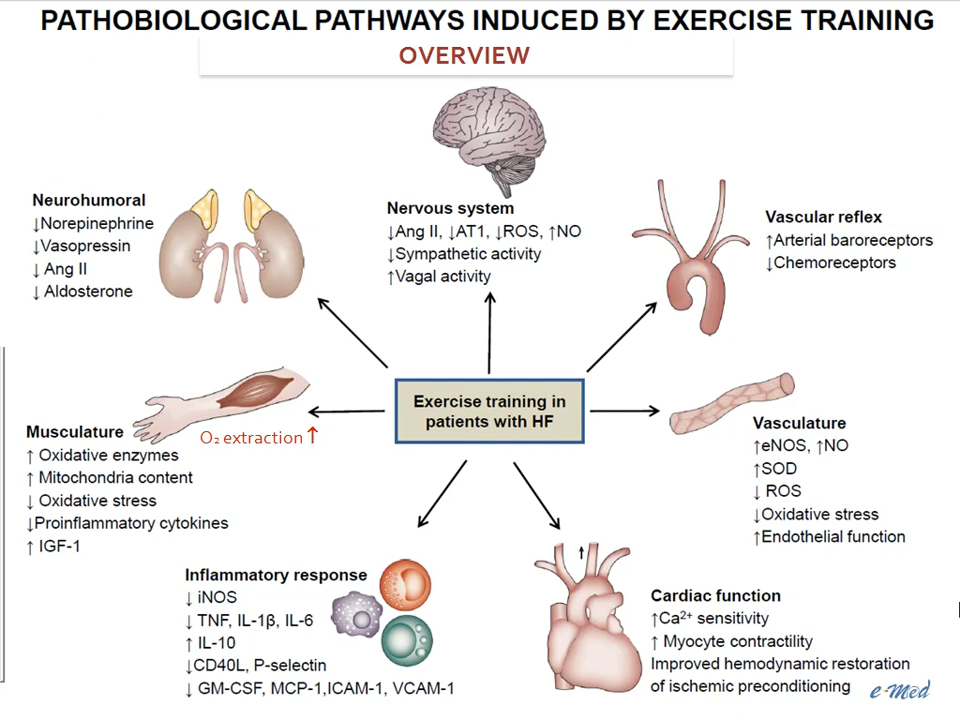 PATHOBIOLOGICAL PATHWAYS INDUCED BY EXERCISE TRAINING
OVERVIEW
Neurohumoral
↓Norepinephrine
↓Vasopressin
↓ Ang II
↓ Aldosterone
Nervous system
↓Ang II, ↓AT1, ↓ROS, ↑NO
↓Sympathetic activity
↑Vagal activity
Vascular reflex
↑Arterial baroreceptors
↓Chemoreceptors
Exercise training in
patients with HF
Musculature
O₂ extraction ↑
↑ Oxidative enzymes
↑ Mitochondria content
↓ Oxidative stress
↓Proinflammatory cytokines
↑ IGF-1
Vasculature
↑eNOS, ↑NO
↑SOD
↓ ROS
↓Oxidative stress
↑Endothelial function
Inflammatory response
↓ iNOS
↓ TNF, IL-1β, IL-6
↑ IL-10
↓CD40L, P-selectin
↓ GM-CSF, MCP-1,ICAM-1, VCAM-1
↑
Cardiac function
↑Ca²⁺ sensitivity
↑ Myocyte contractility
Improved hemodynamic restoration
of ischemic preconditioning
e-Med